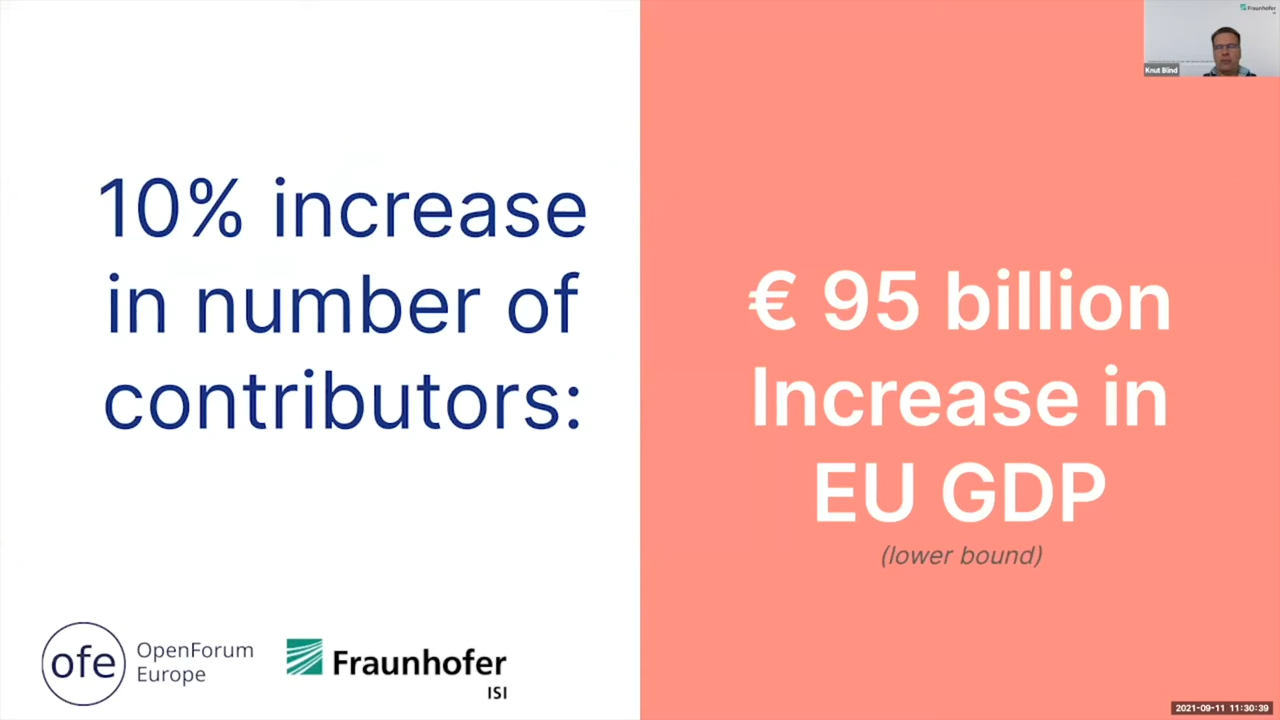 Fraunhofer
Knut Blind
10% increase
in number of
contributors:
€ 95 billion
Increase in
EU GDP
(lower bound)
ofe
OpenForum
Europe
Fraunhofer
ISI
2021-09-11 11:30:39